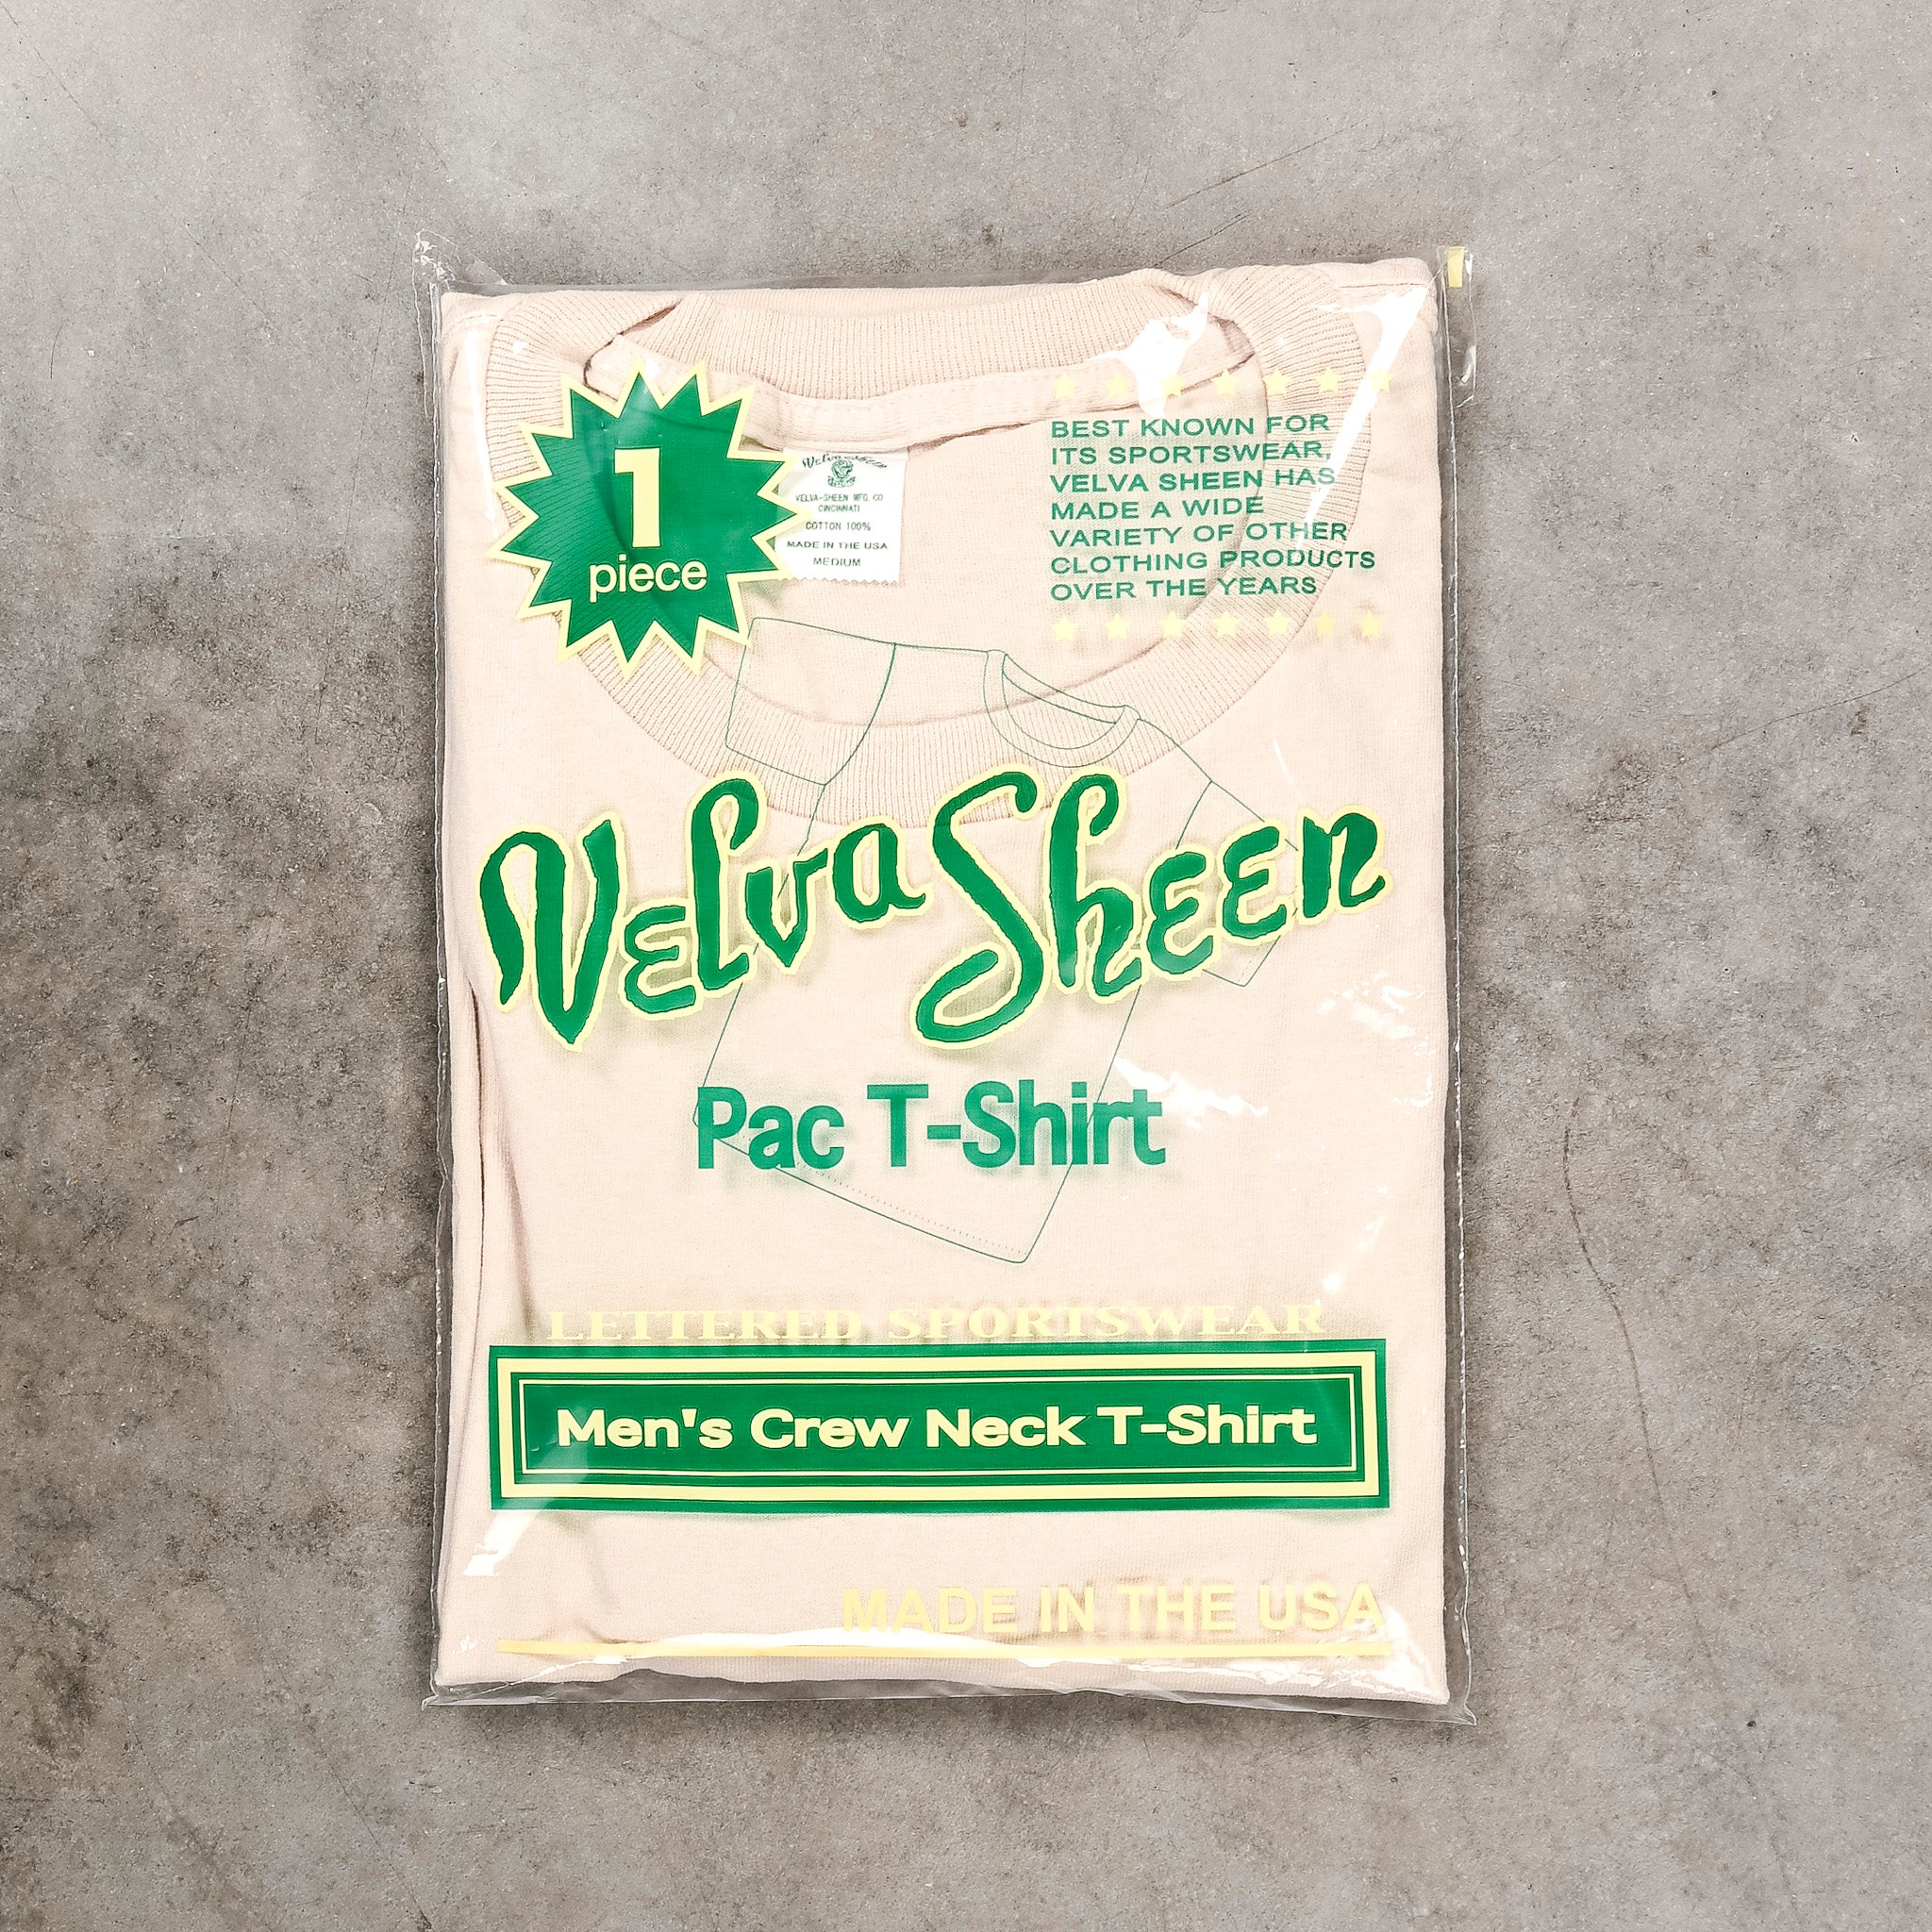 1
piece
Velva Sheen
VELVA-SHEEN MFG. CO
CINCINNATI
COTTON 100%
MADE IN THE USA
MEDIUM
BEST KNOWN FOR
ITS SPORTSWEAR,
VELVA SHEEN HAS
MADE A WIDE
VARIETY OF OTHER
CLOTHING PRODUCTS
OVER THE YEARS
Velva Sheen
Pac T-Shirt
LETTERED SPORTSWEAR
Men's Crew Neck T-Shirt
MADE IN THE USA